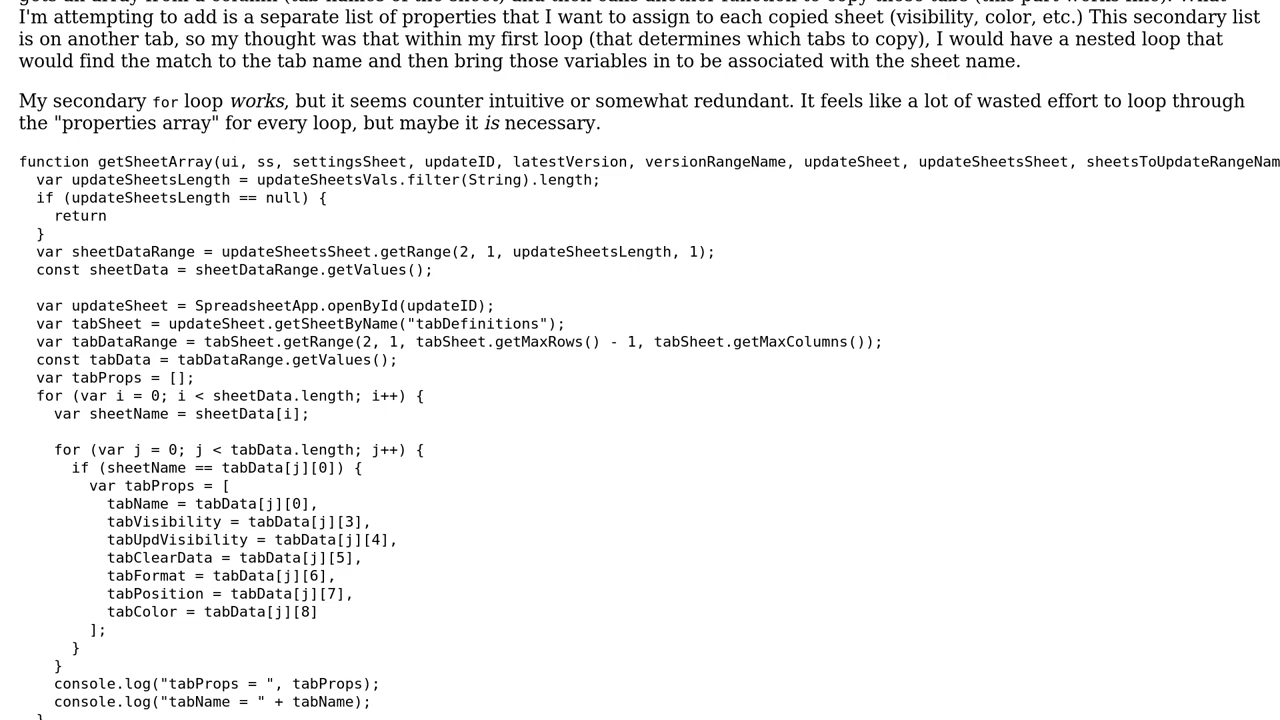 I'm attempting to add is a separate list of properties that I want to assign to each copied sheet (visibility, color, etc.) This secondary list
is on another tab, so my thought was that within my first loop (that determines which tabs to copy), I would have a nested loop that
would find the match to the tab name and then bring those variables in to be associated with the sheet name.
My secondary for loop works, but it seems counter intuitive or somewhat redundant. It feels like a lot of wasted effort to loop through
the "properties array" for every loop, but maybe it is necessary.
function getSheetArray(ui, ss, settingsSheet, updateID, latestVersion, versionRangeName, updateSheet, updateSheetsSheet, sheetsToUpdateRangeNam
  var updateSheetsLength = updateSheetsVals.filter(String).length;
  if (updateSheetsLength == null) {
    return
  }
  var sheetDataRange = updateSheetsSheet.getRange(2, 1, updateSheetsLength, 1);
  const sheetData = sheetDataRange.getValues();
  var updateSheet = SpreadsheetApp.openById(updateID);
  var tabSheet = updateSheet.getSheetByName("tabDefinitions");
  var tabDataRange = tabSheet.getRange(2, 1, tabSheet.getMaxRows() - 1, tabSheet.getMaxColumns());
  const tabData = tabDataRange.getValues();
  var tabProps = [];
  for (var i = 0; i < sheetData.length; i++) {
    var sheetName = sheetData[i];
    for (var j = 0; j < tabData.length; j++) {
      if (sheetName == tabData[j][0]) {
        var tabProps = [
          tabName = tabData[j][0],
          tabVisibility = tabData[j][3],
          tabUpdVisibility = tabData[j][4],
          tabClearData = tabData[j][5],
          tabFormat = tabData[j][6],
          tabPosition = tabData[j][7],
          tabColor = tabData[j][8]
        ];
      }
    }
    console.log("tabProps = ", tabProps);
    console.log("tabName = " + tabName);
  }